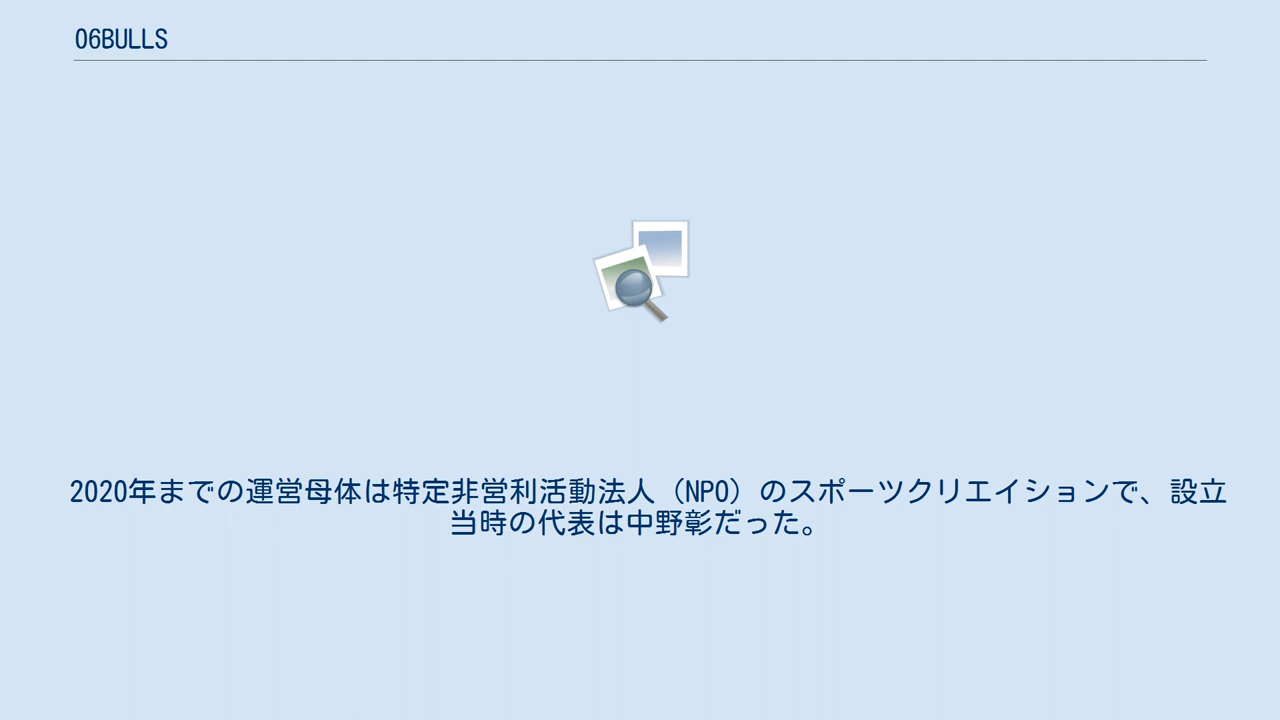 06BULLS
2020年までの運営母体は特定非営利活動法人（NPO）のスポーツクリエイションで、設立
当時の代表は中野彰だった。